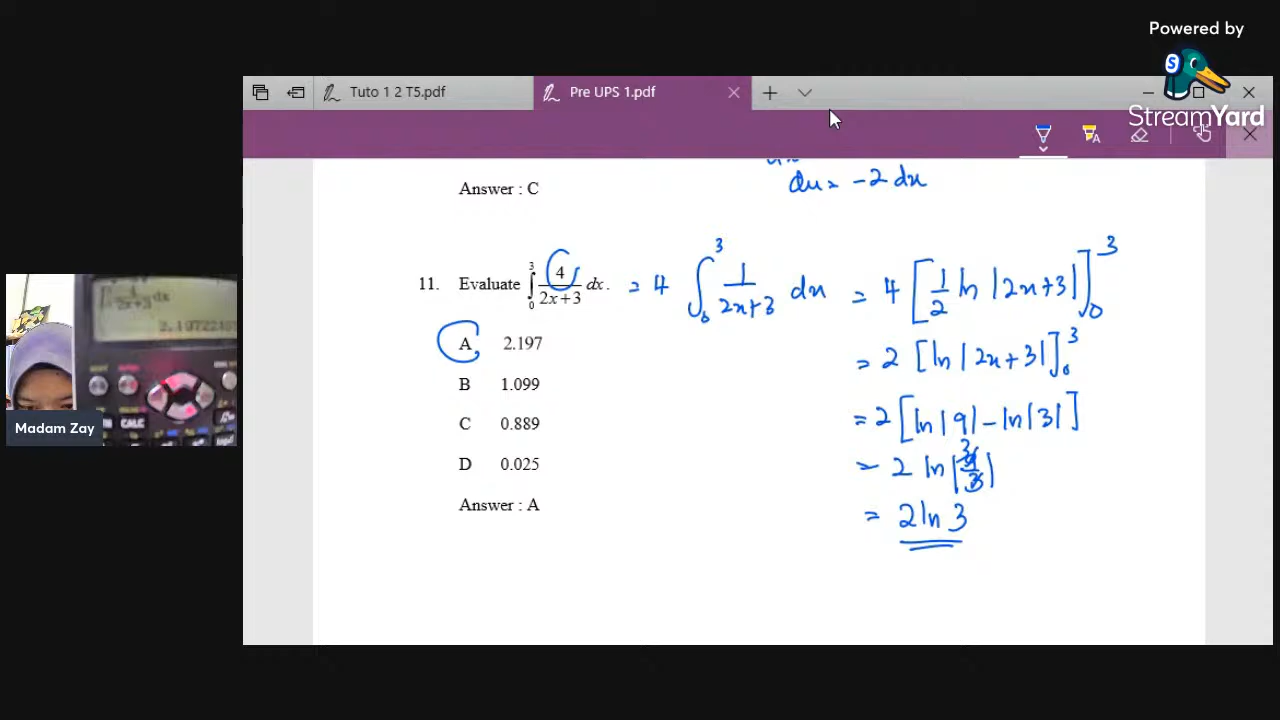 Powered by
StreamYard
Tuto 1 2 T5.pdf
Pre UPS 1.pdf
Answer : C
du = -2 dx
11. Evaluate ∫₀³ 4/(2x+3) dx. = 4 ∫₀³ 1/(2x+3) dx = 4 [1/2 ln |2x+3|]₀³
A 2.197
= 2 [ln |2x+3|]₀³
B 1.099
= 2 [ln |9| - ln |3|]
C 0.889
= 2 ln |9/3|
D 0.025
= 2 ln 3
Answer : A
CALC
Madam Zay